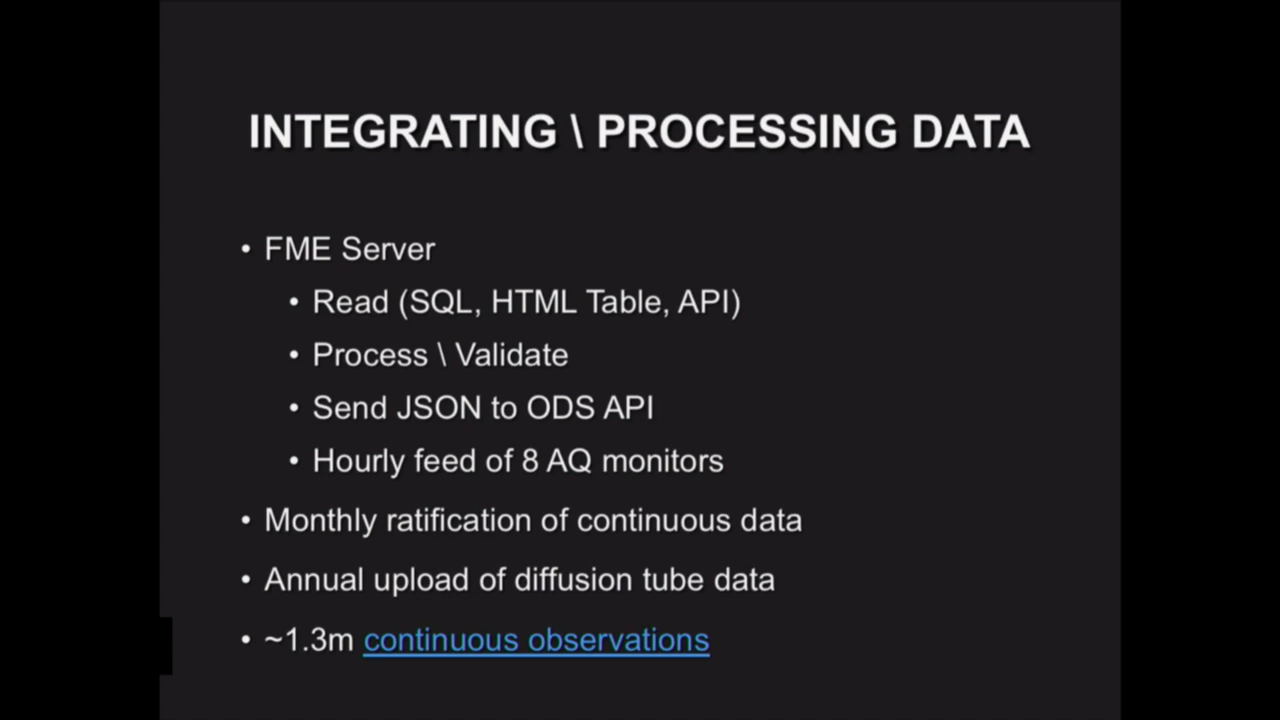 INTEGRATING \ PROCESSING DATA
• FME Server
• Read (SQL, HTML Table, API)
• Process \ Validate
• Send JSON to ODS API
• Hourly feed of 8 AQ monitors
• Monthly ratification of continuous data
• Annual upload of diffusion tube data
• ~1.3m continuous observations